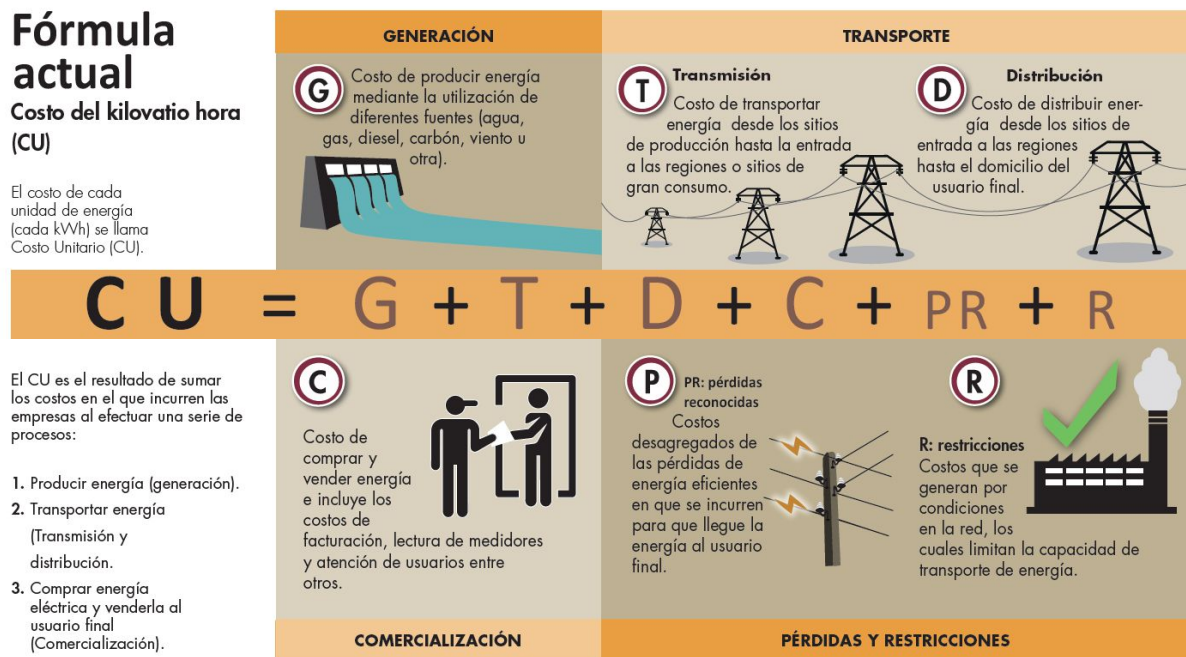 Fórmula
actual
Costo del kilovatio hora
(CU)
El costo de cada
unidad de energía
(cada kWh) se llama
Costo Unitario (CU).
GENERACIÓN
G
Costo de producir energía
mediante la utilización de
diferentes fuentes (agua,
gas, diesel, carbón, viento u
otra).
TRANSPORTE
T
Transmisión
Costo de transportar
energía desde los sitios
de producción hasta la entrada
a las regiones o sitios de
gran consumo.
D
Distribución
Costo de distribuir ener-
gía desde los sitios de
entrada a las regiones
hasta el domicilio del
usuario final.
CU = G + T + D + C + PR + R
El CU es el resultado de sumar
los costos en el que incurren las
empresas al efectuar una serie de
procesos:
1. Producir energía (generación).
2. Transportar energía
(Transmisión y
distribución.
3. Comprar energía
eléctrica y venderla al
usuario final
(Comercialización).
C
Costo de
comprar y
vender energía
e incluye los
costos de
facturación, lectura de medidores
y atención de usuarios entre
otros.
COMERCIALIZACIÓN
P
PR: pérdidas
reconocidas
Costos
desagregados de
las pérdidas de
energía eficientes
en que se incurren
para que llegue la
energía al usuario
final.
R
R: restricciones
Costos que se
generan por
condiciones
en la red, los
cuales limitan la capacidad de
transporte de energía.
PÉRDIDAS Y RESTRICCIONES